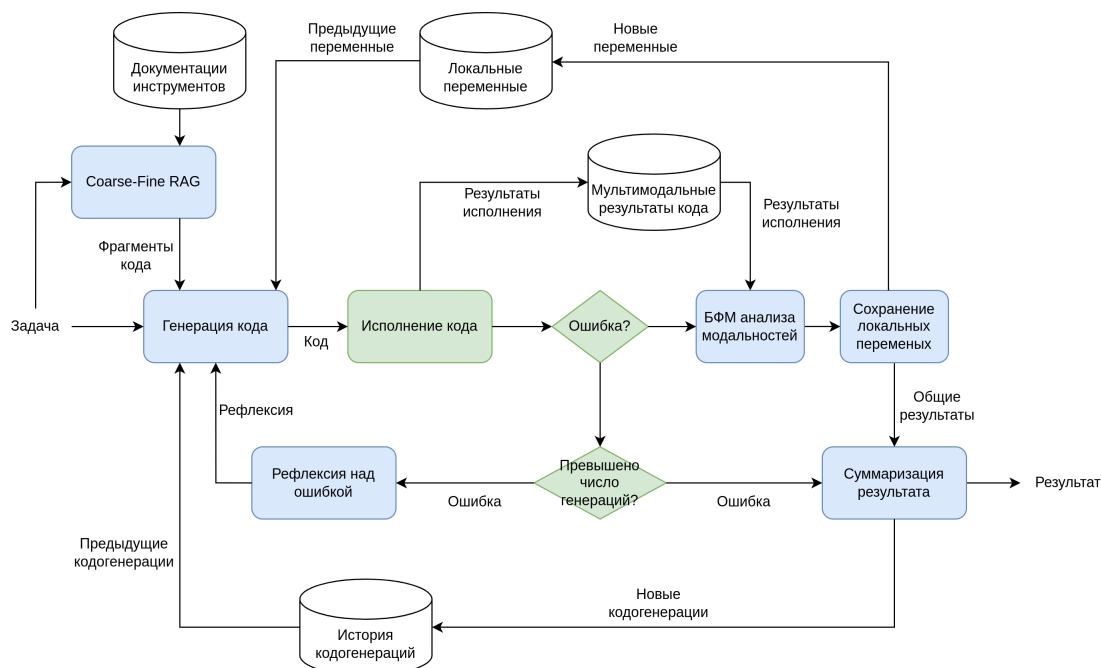 Предыдущие
переменные
Новые
переменные
Документации
инструментов
Локальные
переменные
Coarse-Fine RAG
Результаты
исполнения
Мультимодальные
результаты кода
Результаты
исполнения
Фрагменты
кода
Задача
Генерация кода
Код
Исполнение кода
Ошибка?
БФМ анализа
модальностей
Сохранение
локальных
переменых
Рефлексия
Общие
результаты
Рефлексия над
ошибкой
Ошибка
Превышено
число
генераций?
Ошибка
Суммаризация
результата
Результат
Предыдущие
кодогенерации
Новые
кодогенерации
История
кодогенераций